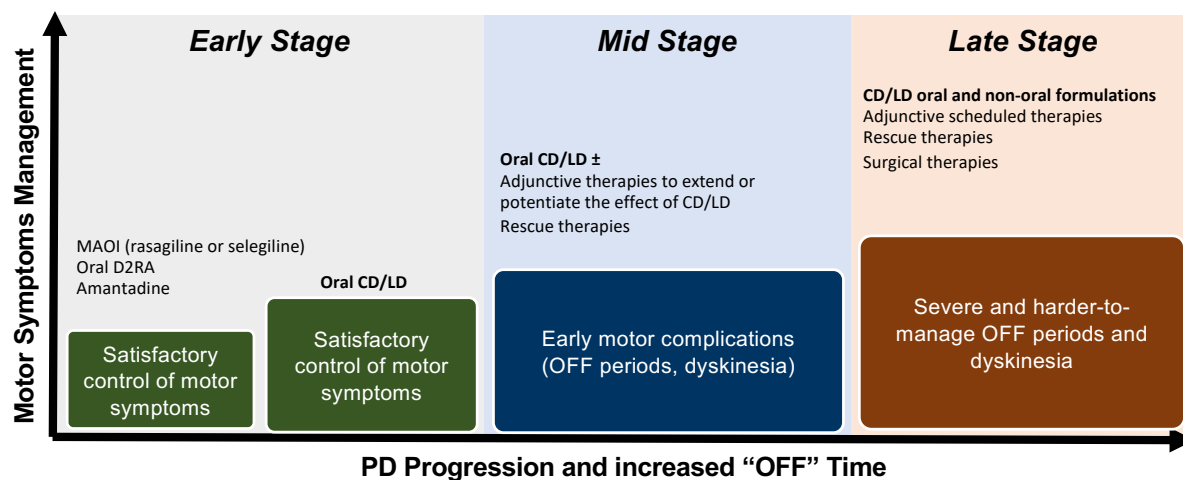 Early Stage
Mid Stage
Late Stage
Motor Symptoms Management
MAOI (rasagiline or selegiline)
Oral D2RA
Amantadine
Satisfactory
control of motor
symptoms
Oral CD/LD
Satisfactory
control of motor
symptoms
Oral CD/LD ±
Adjunctive therapies to extend or
potentiate the effect of CD/LD
Rescue therapies
Early motor complications
(OFF periods, dyskinesia)
CD/LD oral and non-oral formulations
Adjunctive scheduled therapies
Rescue therapies
Surgical therapies
Severe and harder-to-
manage OFF periods and
dyskinesia
PD Progression and increased “OFF” Time